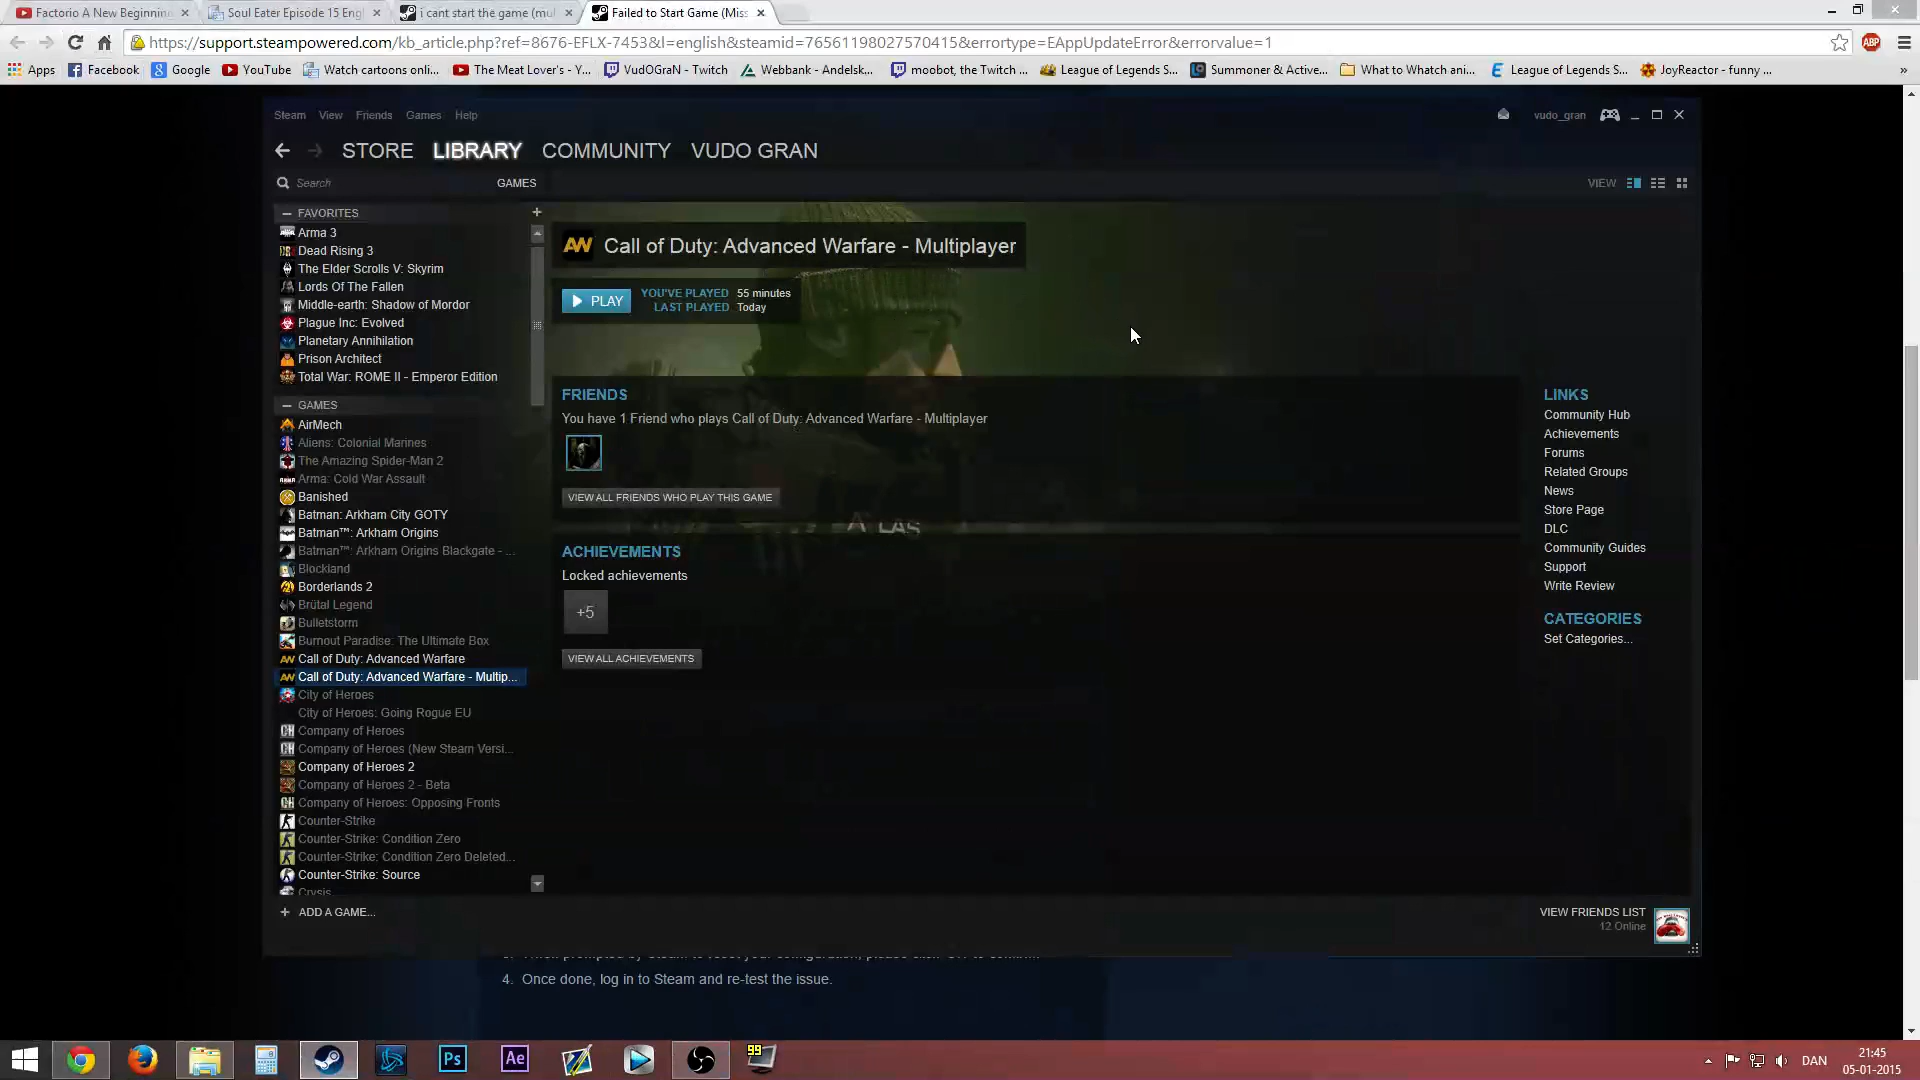 Factorio A New Beginnin
Soul Eater Episode 15 Eng
i cant start the game (mul
Failed to Start Game (Mis
https://support.steampowered.com/kb_article.php?ref=8676-EFLX-7453&l=english&steamid=76561198027570415&errortype=EAppUpdateError&errorvalue=1
Apps
Facebook
Google
YouTube
Watch cartoons onli...
The Meat Lover's - Y...
VudOGraN - Twitch
Webbank - Andelsk...
moobot, the Twitch ...
League of Legends S...
Summoner & Active...
What to Whatch ani...
League of Legends S...
JoyReactor - funny ...
Steam View Friends Games Help
vudo_gran
STORE LIBRARY COMMUNITY VUDO GRAN
Search
GAMES
VIEW
FAVORITES
Arma 3
Dead Rising 3
The Elder Scrolls V: Skyrim
Lords Of The Fallen
Middle-earth: Shadow of Mordor
Plague Inc: Evolved
Planetary Annihilation
Prison Architect
Total War: ROME II - Emperor Edition
GAMES
AirMech
Aliens: Colonial Marines
The Amazing Spider-Man 2
Arma: Cold War Assault
Banished
Batman: Arkham City GOTY
Batman™: Arkham Origins
Batman™: Arkham Origins Blackgate - ...
Blockland
Borderlands 2
Brütal Legend
Bulletstorm
Burnout Paradise: The Ultimate Box
Call of Duty: Advanced Warfare
Call of Duty: Advanced Warfare - Multip...
City of Heroes
City of Heroes: Going Rogue EU
Company of Heroes
Company of Heroes (New Steam Versi...
Company of Heroes 2
Company of Heroes 2 - Beta
Company of Heroes: Opposing Fronts
Counter-Strike
Counter-Strike: Condition Zero
Counter-Strike: Condition Zero Deleted...
Counter-Strike: Source
Crysis
+ ADD A GAME...
AW Call of Duty: Advanced Warfare - Multiplayer
PLAY
YOU'VE PLAYED 55 minutes
LAST PLAYED Today
FRIENDS
You have 1 Friend who plays Call of Duty: Advanced Warfare - Multiplayer
VIEW ALL FRIENDS WHO PLAY THIS GAME
ATLAS
ACHIEVEMENTS
Locked achievements
+5
VIEW ALL ACHIEVEMENTS
LINKS
Community Hub
Achievements
Forums
Related Groups
News
Store Page
DLC
Community Guides
Support
Write Review
CATEGORIES
Set Categories...
VIEW FRIENDS LIST
12 Online
4. Once done, log in to Steam and re-test the issue.
Ps
Ae
99
DAN
21:45
05-01-2015